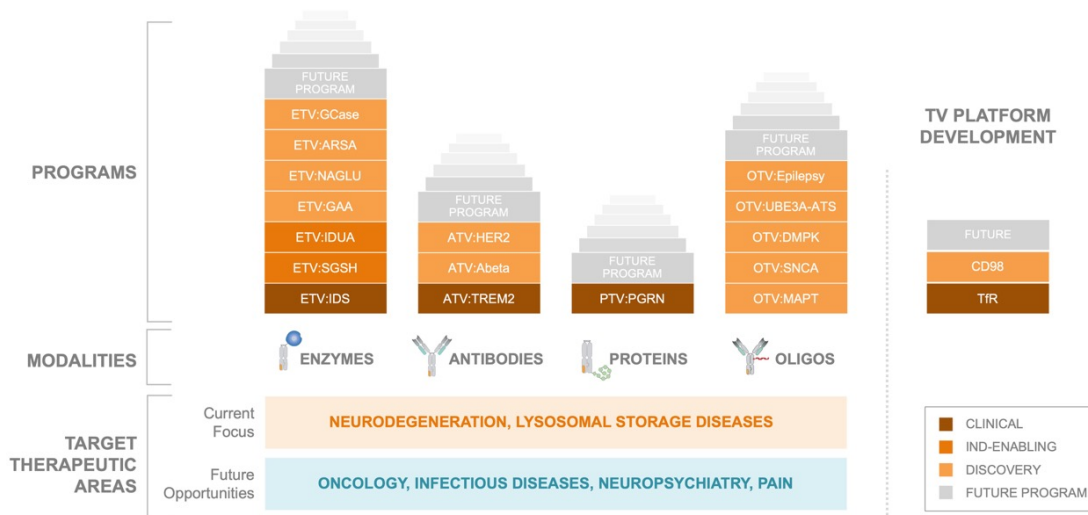 PROGRAMS
FUTURE
PROGRAM
ETV:GCase
ETV:ARSA
ETV:NAGLU
ETV:GAA
ETV:IDUA
ETV:SGSH
ETV:IDS
FUTURE
PROGRAM
ATV:HER2
ATV:Abeta
ATV:TREM2
FUTURE
PROGRAM
PTV:PGRN
FUTURE
PROGRAM
OTV:Epilepsy
OTV:UBE3A-ATS
OTV:DMPK
OTV:SNCA
OTV:MAPT
TV PLATFORM
DEVELOPMENT
FUTURE
CD98
TfR
MODALITIES
ENZYMES
ANTIBODIES
PROTEINS
OLIGOS
TARGET
THERAPEUTIC
AREAS
Current
Focus
NEURODEGENERATION, LYSOSOMAL STORAGE DISEASES
Future
Opportunities
ONCOLOGY, INFECTIOUS DISEASES, NEUROPSYCHIATRY, PAIN
CLINICAL
IND-ENABLING
DISCOVERY
FUTURE PROGRAM